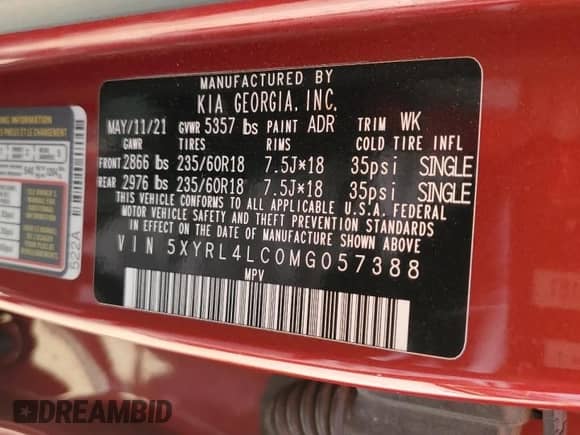 MANUFACTURED BY
KIA GEORGIA, INC.
MAY/11/21 GVWR 5357 lbs PAINT ADR TRIM WK
GAWR TIRES RIMS COLD TIRE INFL
FRONT 2866 lbs 235/60R18 7.5J*18 35psi SINGLE
REAR 2976 lbs 235/60R18 7.5J*18 35psi SINGLE
THIS VEHICLE CONFORMS TO ALL APPLICABLE U.S.A. FEDERAL
MOTOR VEHICLE SAFETY AND THEFT PREVENTION STANDARDS
IN EFFECT ON THE DATE OF MANUFACTURE SHOWN ABOVE.
VIN 5XYRL4LC0MG057388
MPV
522A
DREAMBID